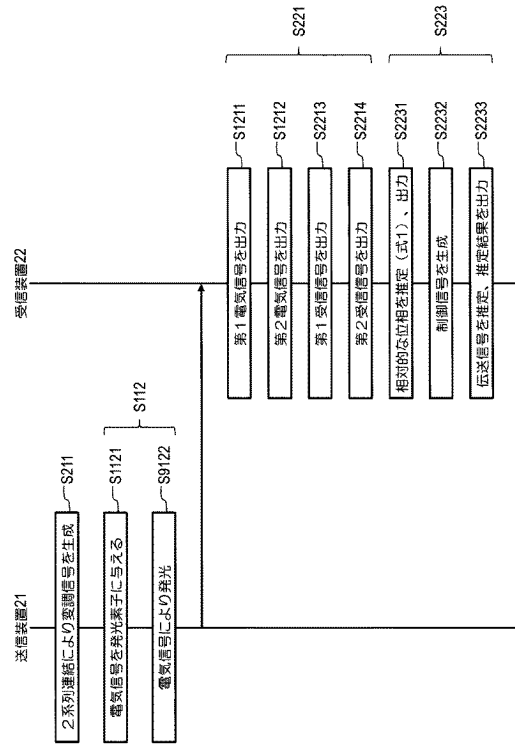 送信装置21
受信装置22
S211
2系列連結により変調信号を生成
S112
S1121
電気信号を発光素子に与える
S9122
電気信号により発光
S221
S1211
第1電気信号を出力
S1212
第2電気信号を出力
S2213
第1受信信号を出力
S2214
第2受信信号を出力
S223
S2231
相対的な位相を推定(式1)、出力
S2232
制御信号を生成
S2233
伝送信号を推定、推定結果を出力